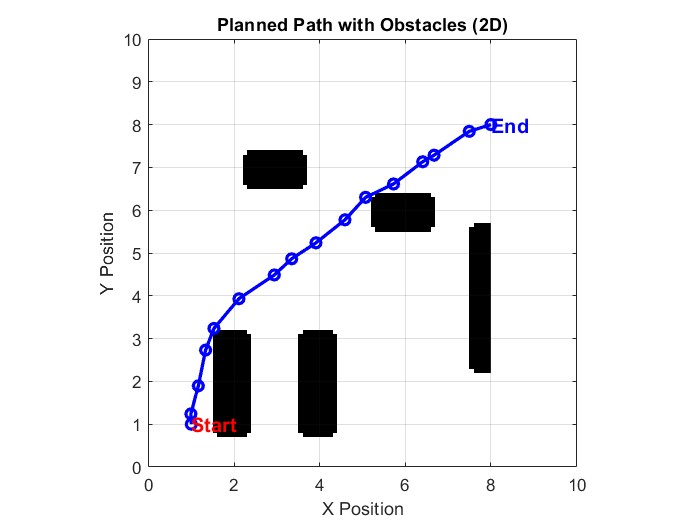 Planned Path with Obstacles (2D)
10
9
8
7
6
5
4
3
2
1
0
Y Position
End
Start
0 2 4 6 8 10
X Position